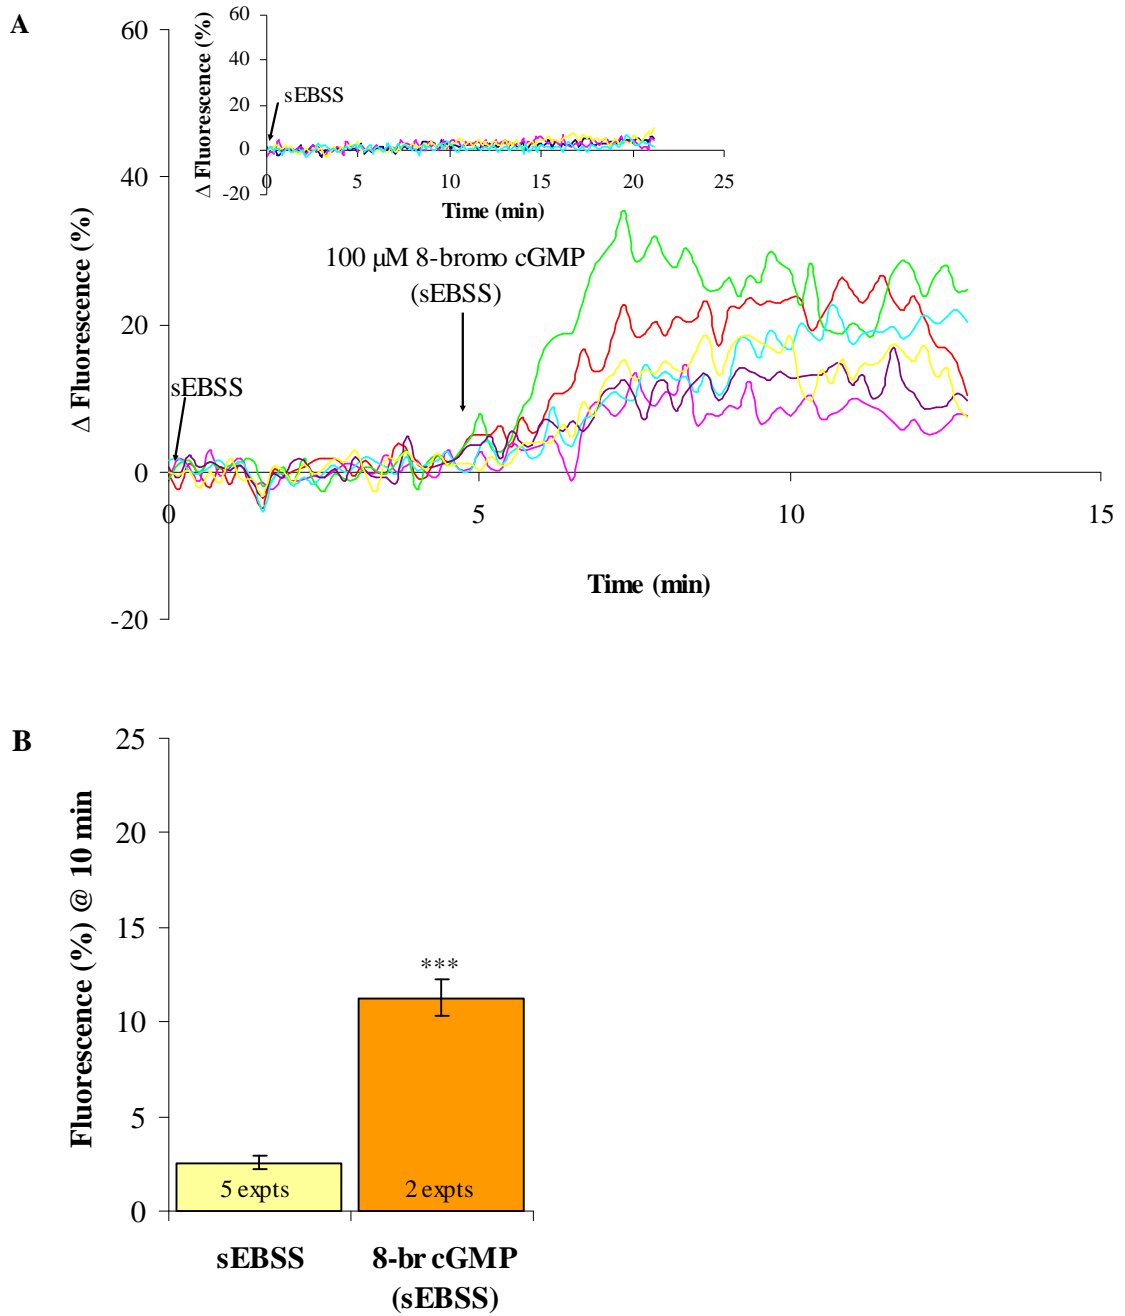 A
60
40
20
0
-20
Δ Fluorescence (%)
0
5
10
15
Time (min)
sEBSS
100 µM 8-bromo cGMP
(sEBSS)
60
40
20
0
-20
Δ Fluorescence (%)
sEBSS
0
5
10
15
20
25
Time (min)
B
25
20
15
10
5
0
Fluorescence (%) @ 10 min
***
5 expts
2 expts
sEBSS
8-br cGMP
(sEBSS)